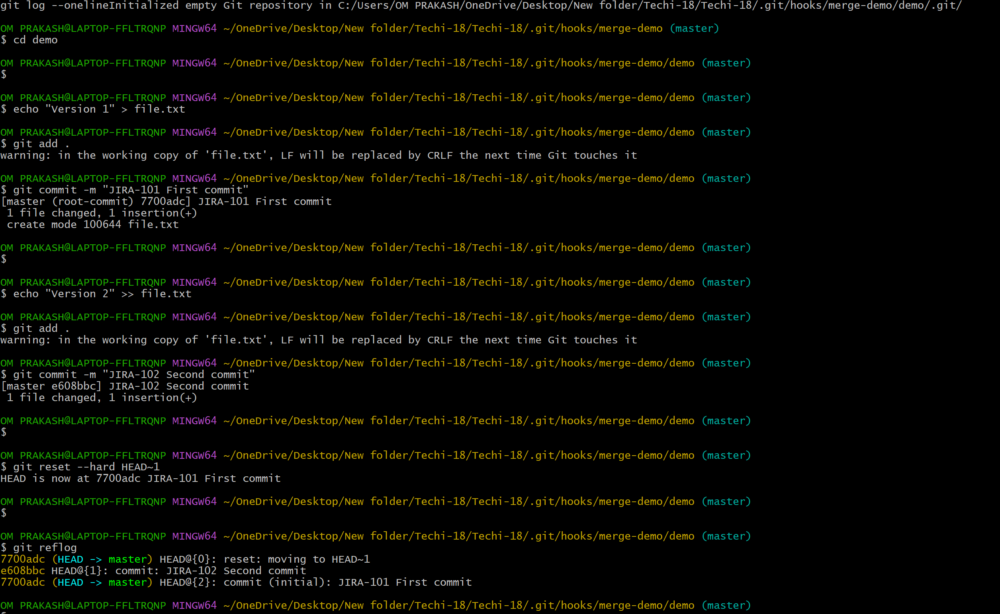 git log --onelineInitialized empty Git repository in C:/Users/OM PRAKASH/OneDrive/Desktop/New folder/Techi-18/Techi-18/.git/hooks/merge-demo/demo/.git/
OM PRAKASH@LAPTOP-FFLTRQNP MINGW64 ~/OneDrive/Desktop/New folder/Techi-18/Techi-18/.git/hooks/merge-demo (master)
$ cd demo
OM PRAKASH@LAPTOP-FFLTRQNP MINGW64 ~/OneDrive/Desktop/New folder/Techi-18/Techi-18/.git/hooks/merge-demo/demo (master)
$
OM PRAKASH@LAPTOP-FFLTRQNP MINGW64 ~/OneDrive/Desktop/New folder/Techi-18/Techi-18/.git/hooks/merge-demo/demo (master)
$ echo "Version 1" > file.txt
OM PRAKASH@LAPTOP-FFLTRQNP MINGW64 ~/OneDrive/Desktop/New folder/Techi-18/Techi-18/.git/hooks/merge-demo/demo (master)
$ git add .
warning: in the working copy of 'file.txt', LF will be replaced by CRLF the next time Git touches it
OM PRAKASH@LAPTOP-FFLTRQNP MINGW64 ~/OneDrive/Desktop/New folder/Techi-18/Techi-18/.git/hooks/merge-demo/demo (master)
$ git commit -m "JIRA-101 First commit"
[master (root-commit) 7700adc] JIRA-101 First commit
 1 file changed, 1 insertion(+)
 create mode 100644 file.txt
OM PRAKASH@LAPTOP-FFLTRQNP MINGW64 ~/OneDrive/Desktop/New folder/Techi-18/Techi-18/.git/hooks/merge-demo/demo (master)
$
OM PRAKASH@LAPTOP-FFLTRQNP MINGW64 ~/OneDrive/Desktop/New folder/Techi-18/Techi-18/.git/hooks/merge-demo/demo (master)
$ echo "Version 2" >> file.txt
OM PRAKASH@LAPTOP-FFLTRQNP MINGW64 ~/OneDrive/Desktop/New folder/Techi-18/Techi-18/.git/hooks/merge-demo/demo (master)
$ git add .
warning: in the working copy of 'file.txt', LF will be replaced by CRLF the next time Git touches it
OM PRAKASH@LAPTOP-FFLTRQNP MINGW64 ~/OneDrive/Desktop/New folder/Techi-18/Techi-18/.git/hooks/merge-demo/demo (master)
$ git commit -m "JIRA-102 Second commit"
[master e608bbc] JIRA-102 Second commit
 1 file changed, 1 insertion(+)
OM PRAKASH@LAPTOP-FFLTRQNP MINGW64 ~/OneDrive/Desktop/New folder/Techi-18/Techi-18/.git/hooks/merge-demo/demo (master)
$
OM PRAKASH@LAPTOP-FFLTRQNP MINGW64 ~/OneDrive/Desktop/New folder/Techi-18/Techi-18/.git/hooks/merge-demo/demo (master)
$ git reset --hard HEAD~1
HEAD is now at 7700adc JIRA-101 First commit
OM PRAKASH@LAPTOP-FFLTRQNP MINGW64 ~/OneDrive/Desktop/New folder/Techi-18/Techi-18/.git/hooks/merge-demo/demo (master)
$
OM PRAKASH@LAPTOP-FFLTRQNP MINGW64 ~/OneDrive/Desktop/New folder/Techi-18/Techi-18/.git/hooks/merge-demo/demo (master)
$ git reflog
7700adc (HEAD -> master) HEAD@{0}: reset: moving to HEAD~1
e608bbc HEAD@{1}: commit: JIRA-102 Second commit
7700adc (HEAD -> master) HEAD@{2}: commit (initial): JIRA-101 First commit
OM PRAKASH@LAPTOP-FFLTRQNP MINGW64 ~/OneDrive/Desktop/New folder/Techi-18/Techi-18/.git/hooks/merge-demo/demo (master)